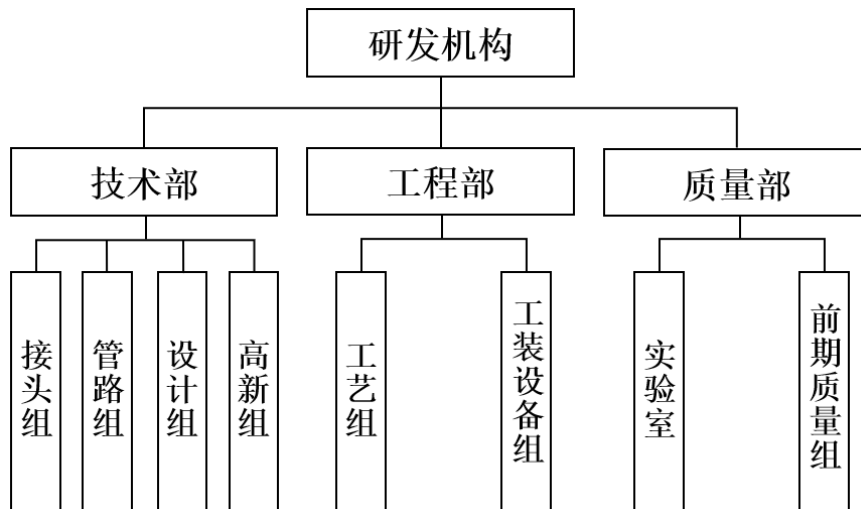 研发机构
技术部
工程部
质量部
接头组
管路组
设计组
高新组
工艺组
工装设备组
实验室
前期质量组